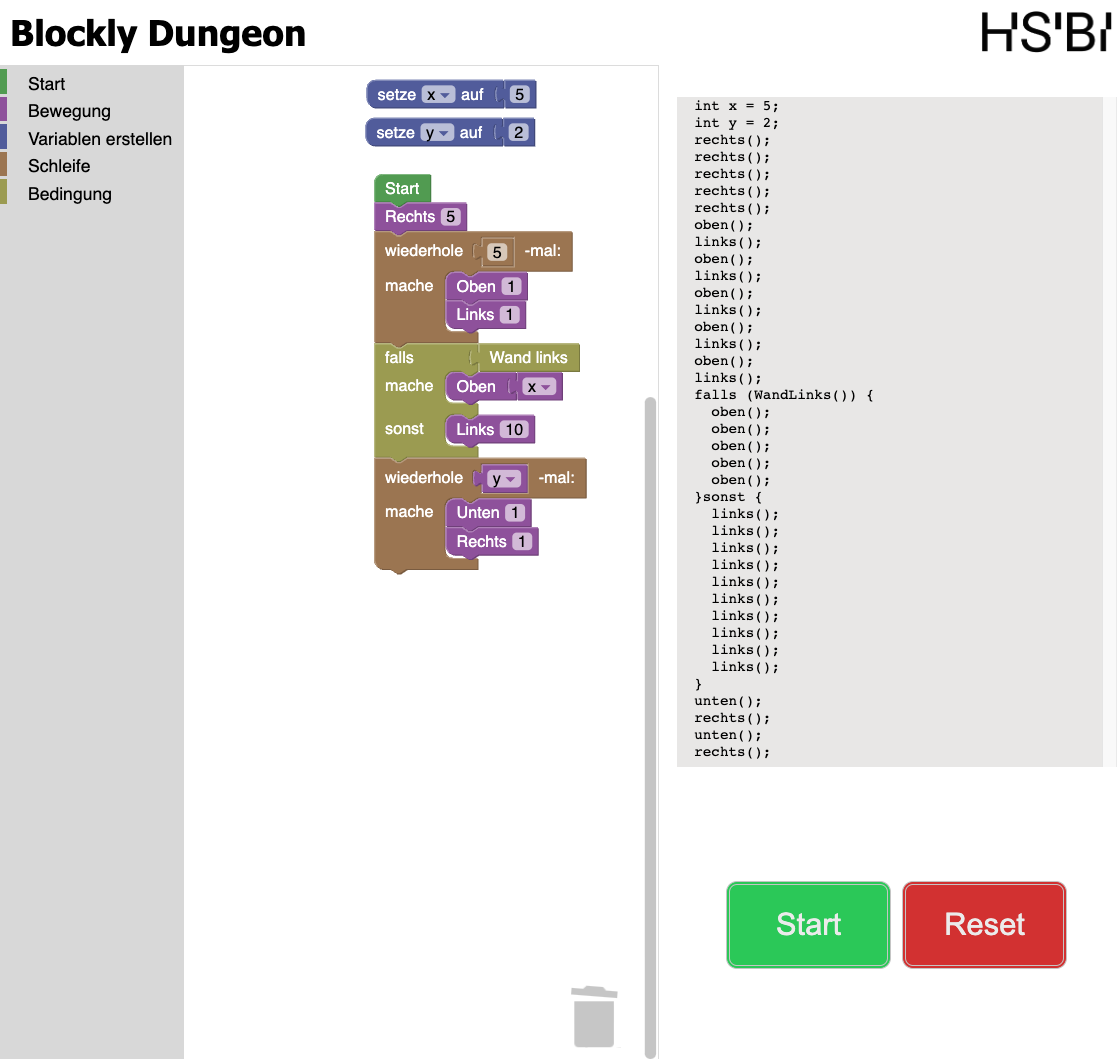 Blockly Dungeon
HSBI
Start
Bewegung
Variablen erstellen
Schleife
Bedingung
setze x auf 5
setze y auf 2
Start
Rechts 5
wiederhole 5 -mal:
mache Oben 1
Links 1
falls Wand links
mache Oben x
sonst Links 10
wiederhole y -mal:
mache Unten 1
Rechts 1
int x = 5;
int y = 2;
rechts();
rechts();
rechts();
rechts();
rechts();
oben();
links();
oben();
links();
oben();
links();
oben();
links();
oben();
links();
falls (WandLinks()) {
oben();
oben();
oben();
oben();
oben();
}sonst {
links();
links();
links();
links();
links();
links();
links();
links();
links();
links();
}
unten();
rechts();
unten();
rechts();
Start
Reset